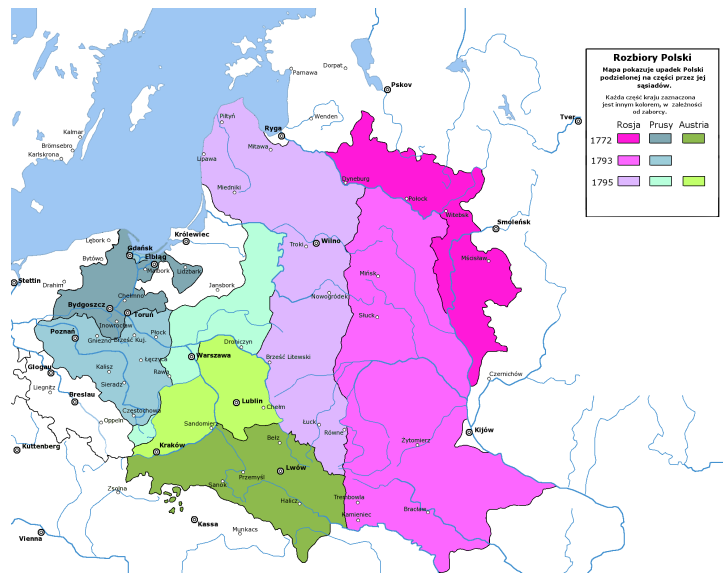 Rozbiory Polski
Mapa pokazuje upadek Polski
podzielonej na części przez jej
sąsiadów.
Każda część kraju zaznaczona
jest innym kolorem, w zależności
od zaborcy.
Rosja Prusy Austria
1772
1793
1795
Dorpat
Parnawa
Pskov
Piltyń
Wenden
Tver
Ryga
Kalmar
Mitawa
Brömsebro
Karlskrona
Lipawa
Dyneburg
Miedniki
Połock
Witebsk
Smoleńsk
Królewiec
Lębork
Gdańsk
Troki
Wilno
Elbląg
Bytów
Malbork
Lidzbark
Mścisław
Mińsk
Stettin
Drahim
Jansbork
Chełmno
Nowogródek
Bydgoszcz
Toruń
Słuck
Inowrocław
Poznań
Płock
Gniezno
Brześć Kuj.
Droniczyn
Warszawa
Łęczyca
Brześć Litewski
Glogau
Kalisz
Rawa
Czernichów
Sieradz
Liegnitz
Breslau
Lublin
Chełm
Częstochowa
Oppeln
Sandomierz
Łuck
Równe
Kijów
Kuttenberg
Kraków
Bełz
Żytomierz
Lwów
Przemyśl
Sanok
Zsojna
Trembowla
Halicz
Kamieniec
Bracław
Kassa
Munkacs
Vienna